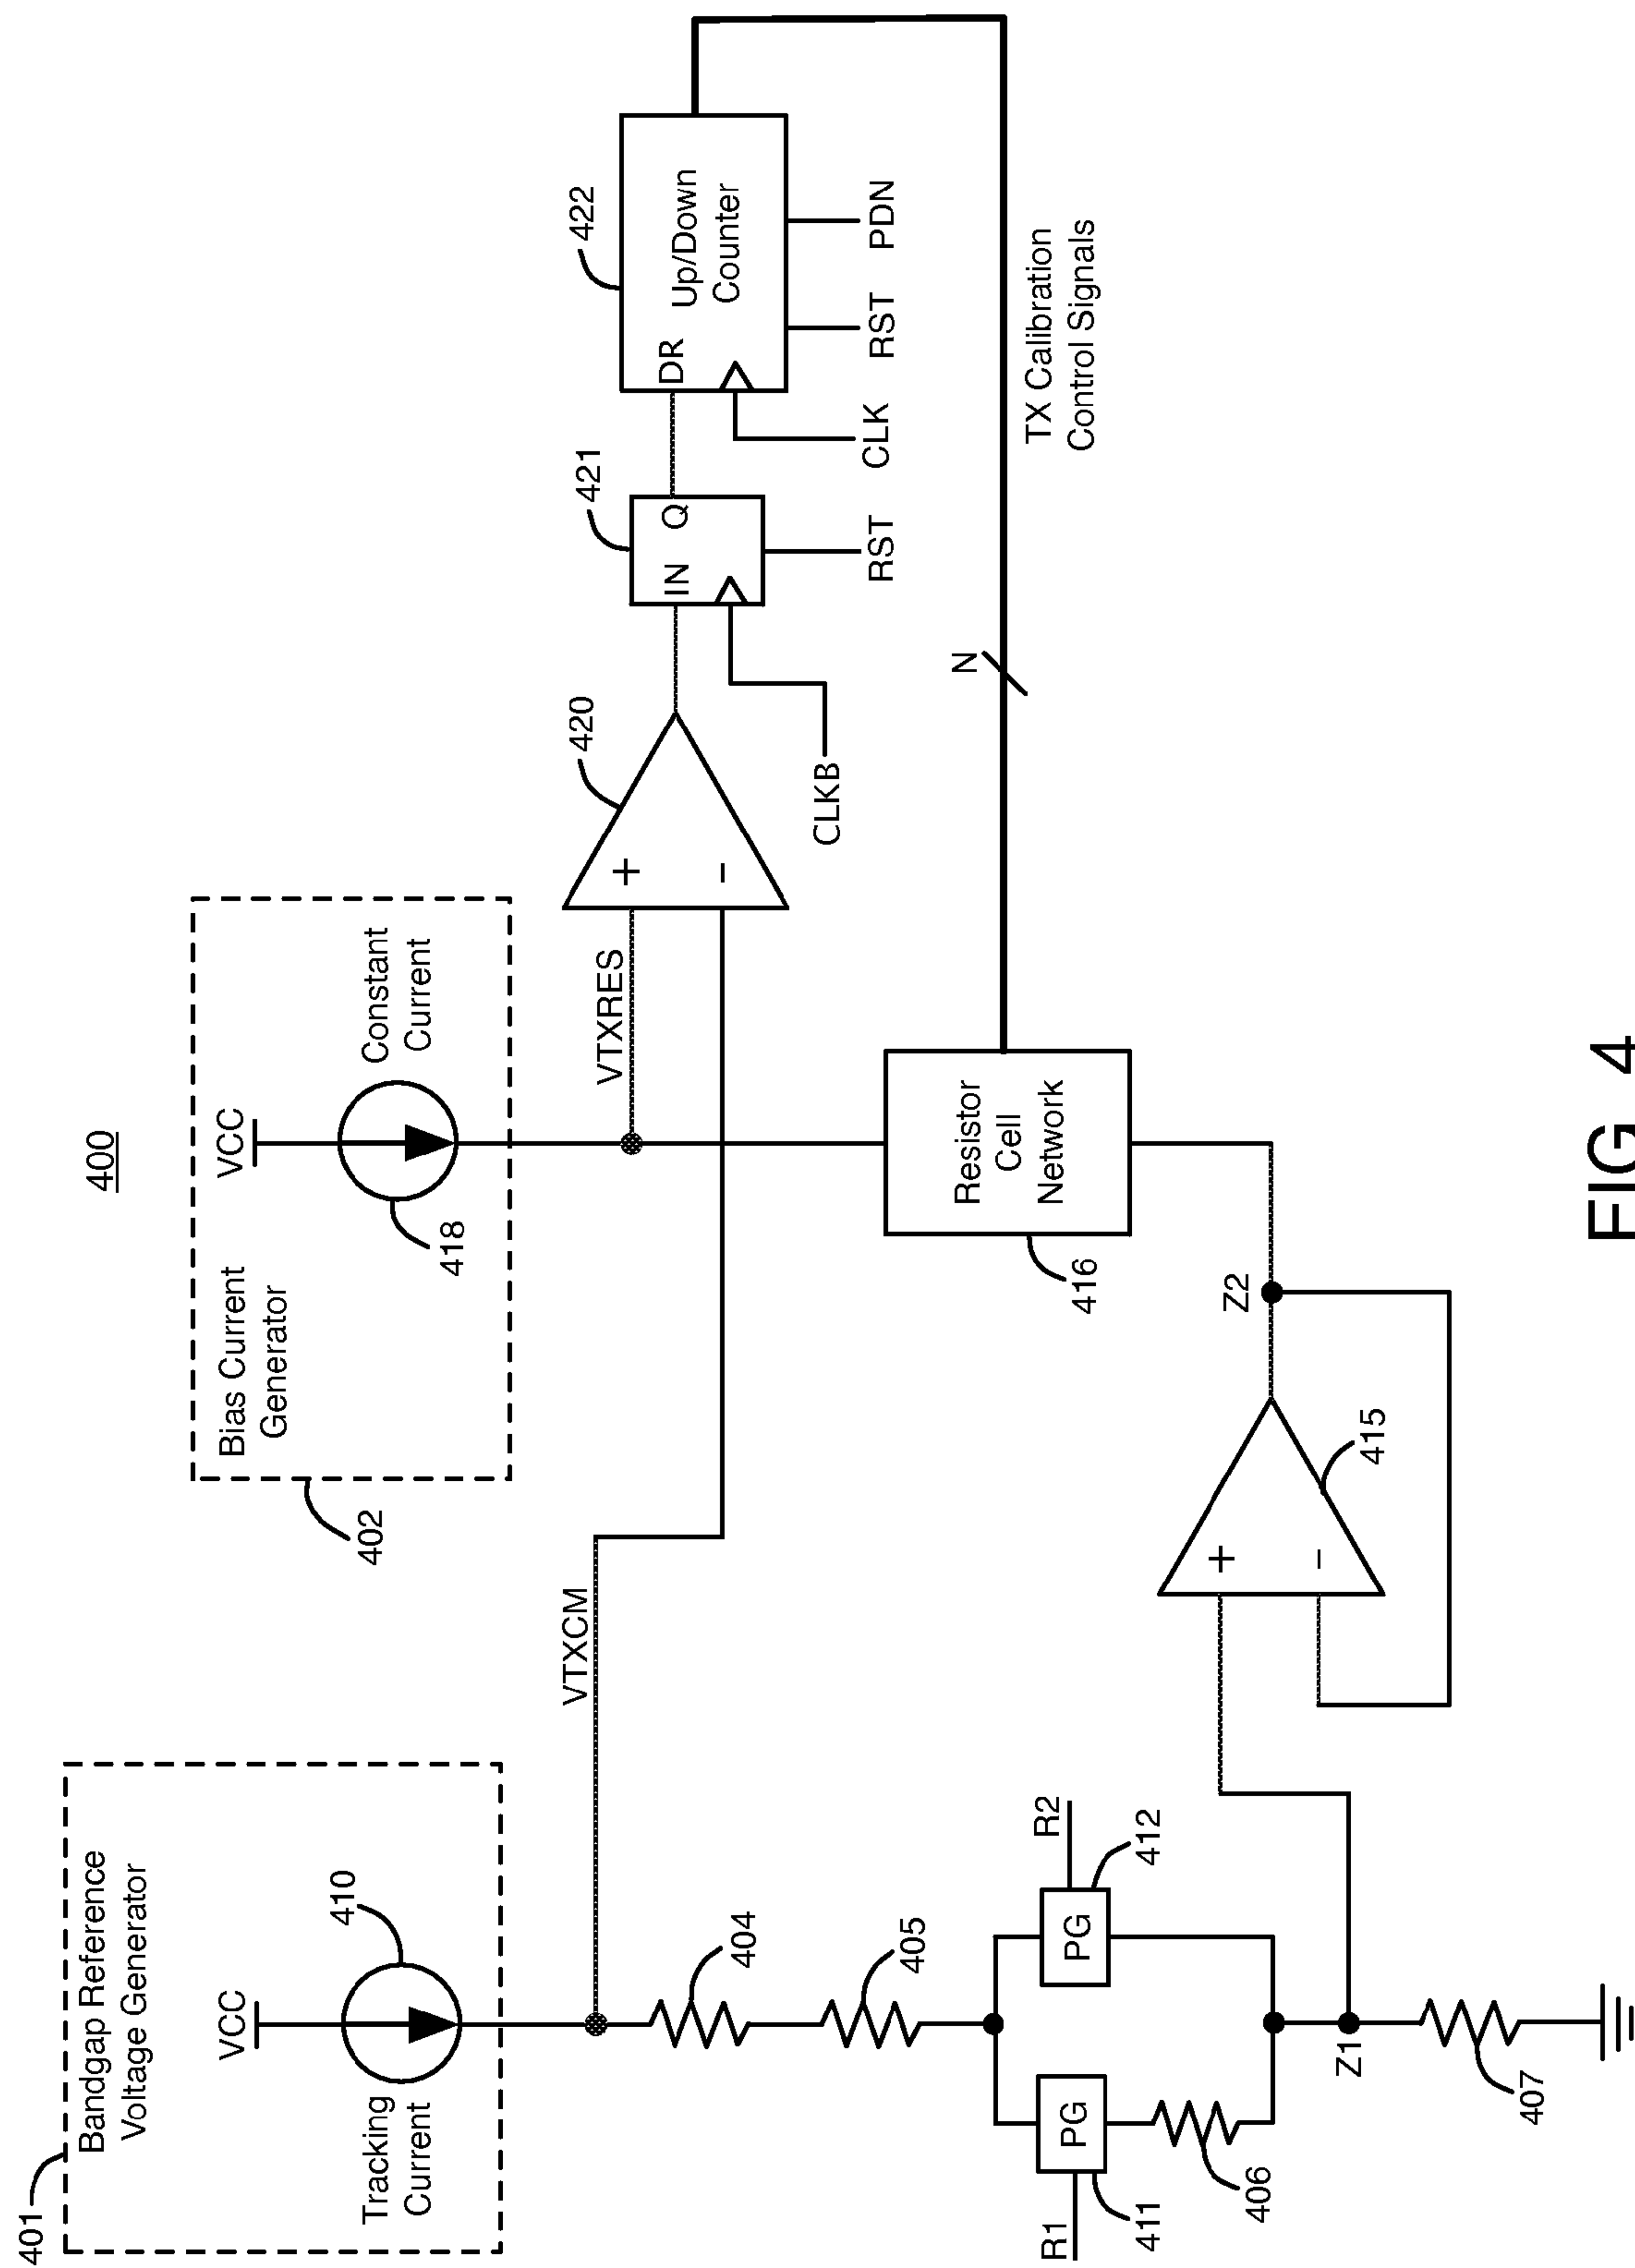 400
401
Bandgap Reference
Voltage Generator
VCC
410
Tracking
Current
402
Bias Current
Generator
VCC
418
Constant
Current
VTXCM
VTXRES
404
405
R1
PG
411
406
PG
R2
412
Z1
407
+
−
415
Z2
Resistor
Cell
Network
416
+
−
420
CLKB
IN
Q
421
RST
DR
Up/Down
Counter
422
CLK
RST
PDN
N
TX Calibration
Control Signals
FIG. 4